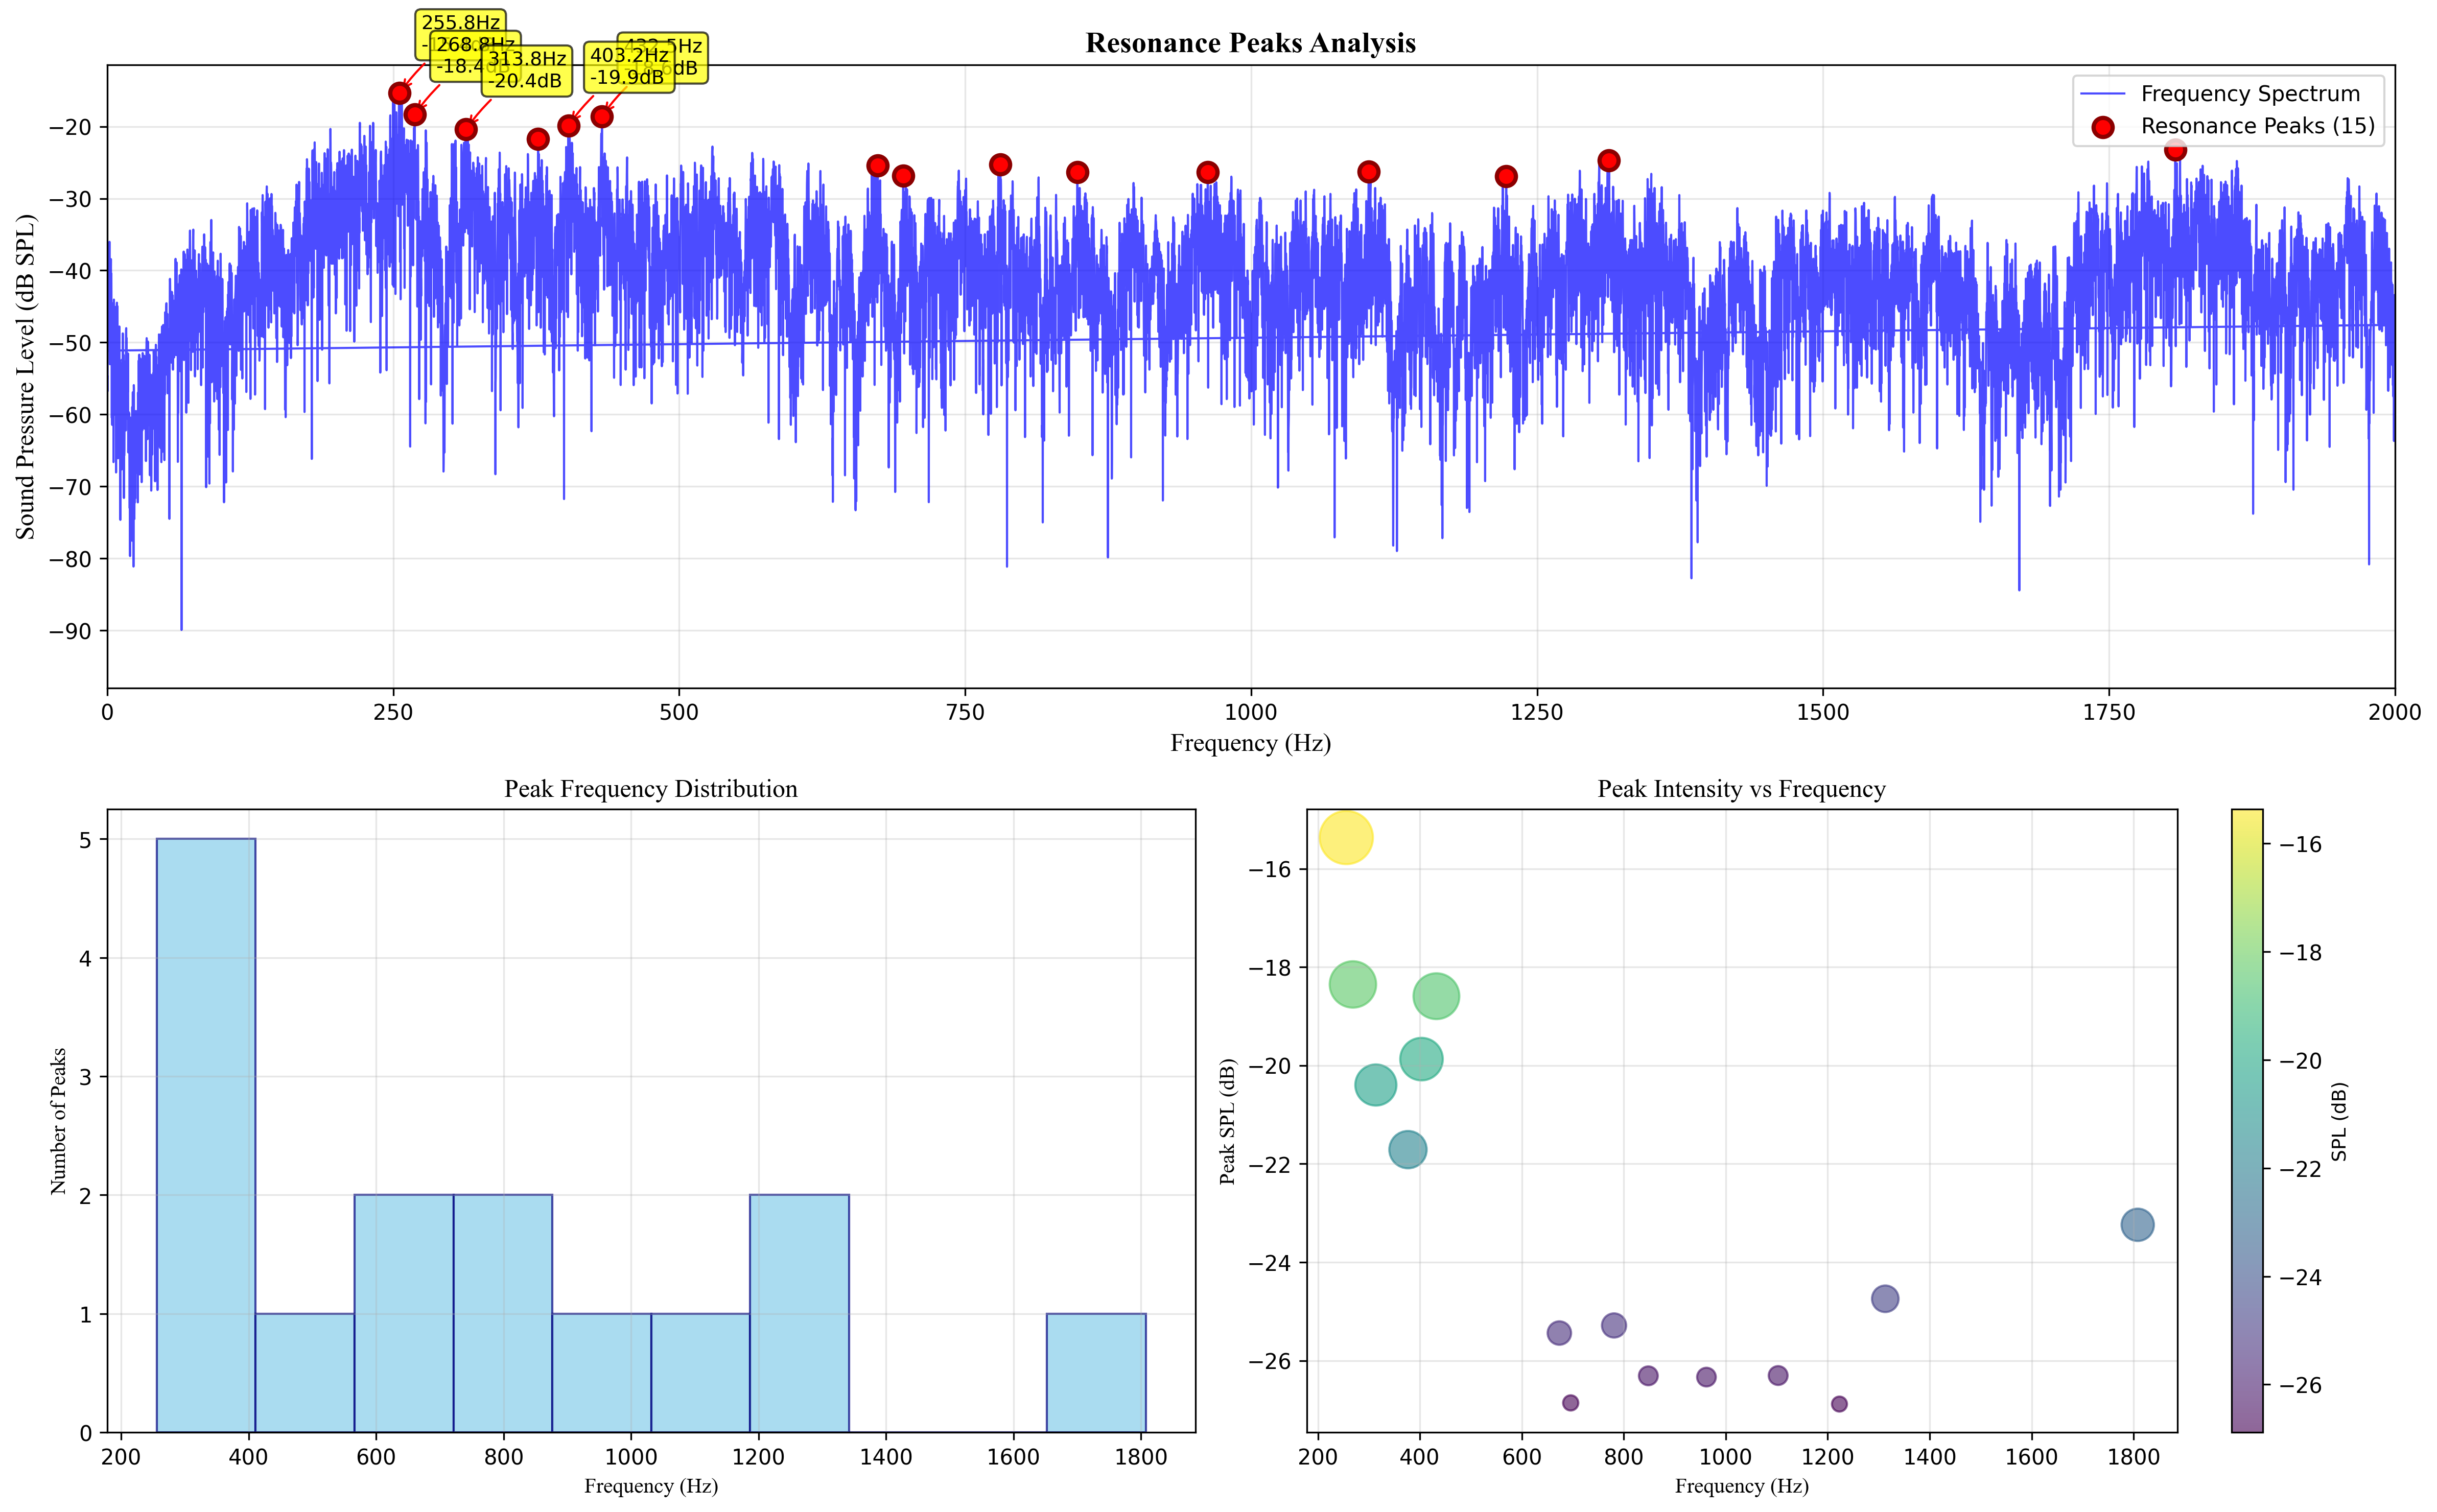 255.8Hz
268.8Hz
-18.4dB
313.8Hz
-20.4dB
403.2Hz
-19.9dB
432.5Hz
-18.6dB
Resonance Peaks Analysis
Frequency Spectrum
Resonance Peaks (15)
Sound Pressure Level (dB SPL)
−20
−30
−40
−50
−60
−70
−80
−90
0 250 500 750 1000 1250 1500 1750 2000
Frequency (Hz)
Peak Frequency Distribution
Number of Peaks
5
4
3
2
1
0
200 400 600 800 1000 1200 1400 1600 1800
Frequency (Hz)
Peak Intensity vs Frequency
Peak SPL (dB)
−16
−18
−20
−22
−24
−26
200 400 600 800 1000 1200 1400 1600 1800
Frequency (Hz)
−16
−18
−20
−22
−24
−26
SPL (dB)